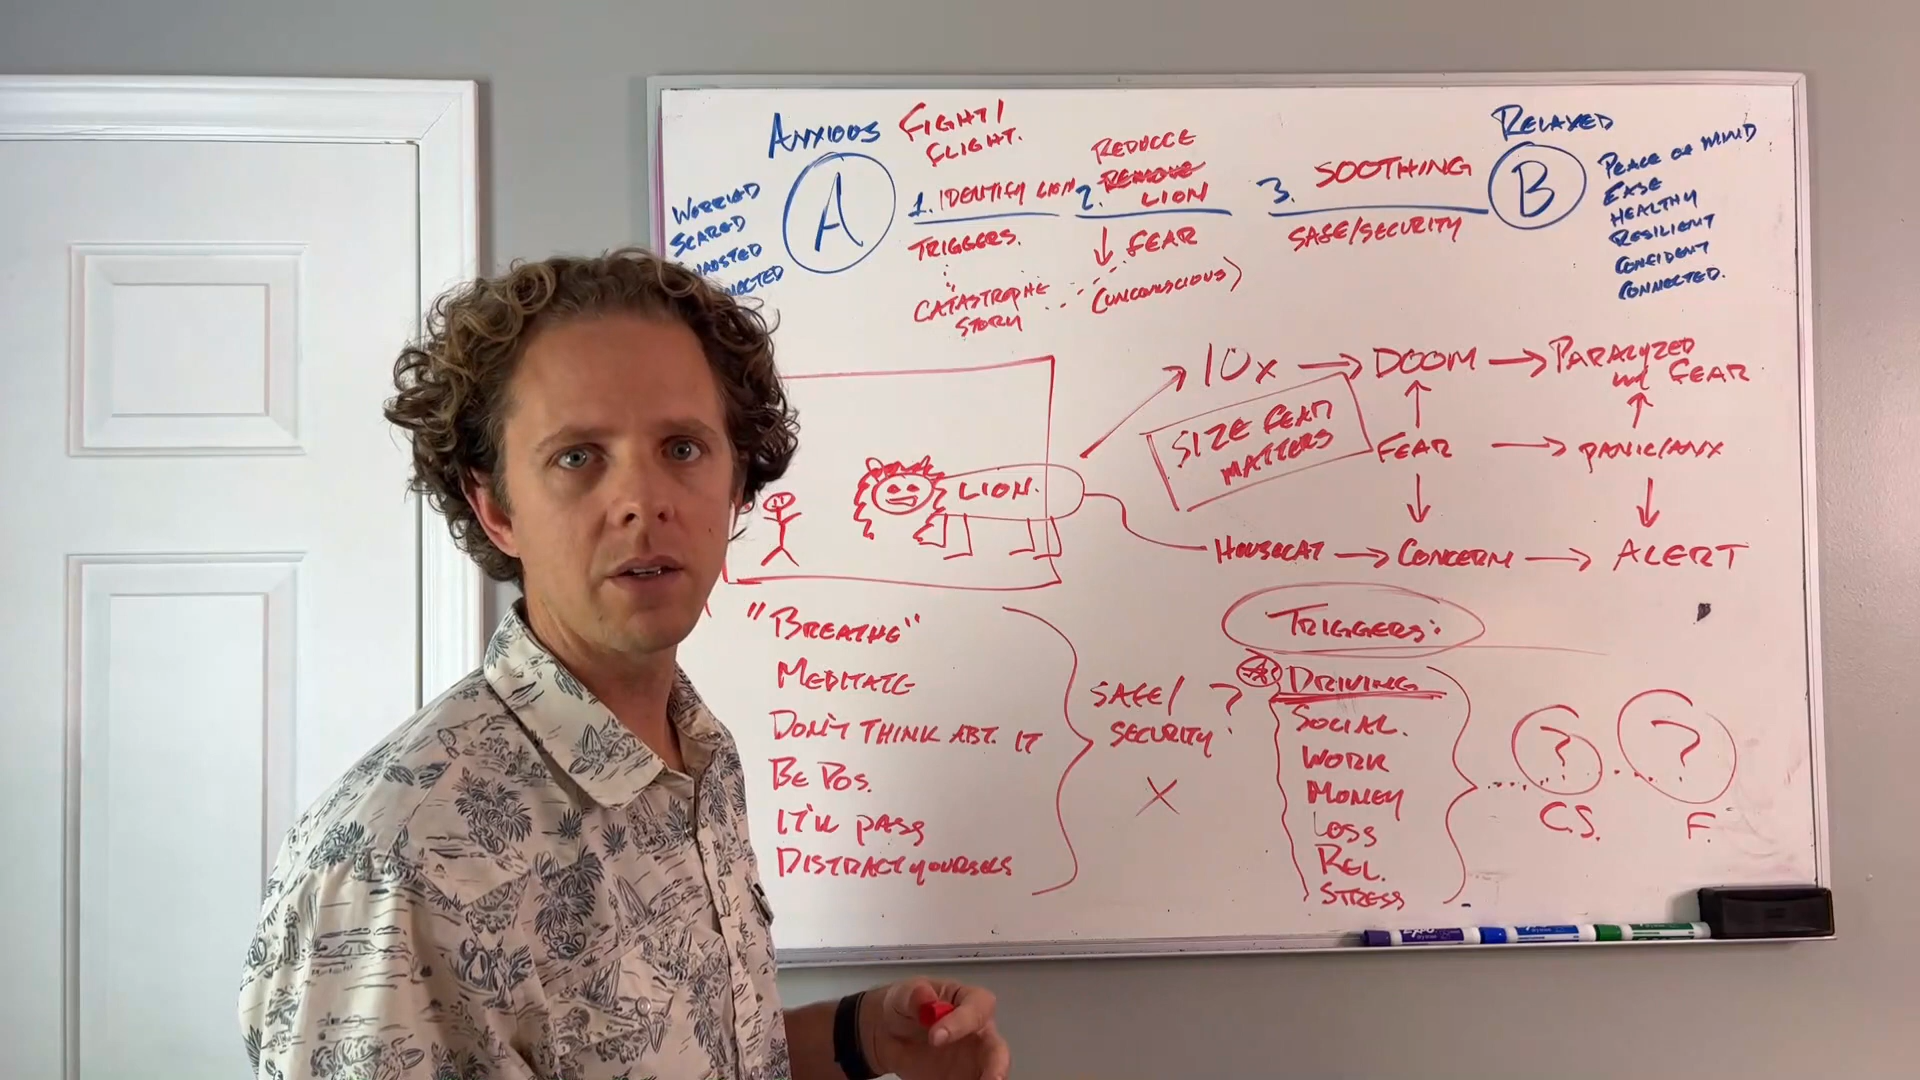 ANXIOUS
FIGHT/
FLIGHT.
A
WORRIED
SCARED
1. IDENTIFY LION
TRIGGERS.
CATASTROPHE
STORY
2. REDUCE
REMOVE
LION
↓ FEAR
(UNCONSCIOUS)
3. SOOTHING
SAFE/SECURITY
RELAXED
B
PEACE OF MIND
EASE
HEALTHY
RESILIENT
CONFIDENT
CONNECTED.
LION.
10x → DOOM → PARALYZED
w/ FEAR
SIZE FEAR
MATTERS
FEAR → PANIC/ANX
HOUSECAT → CONCERN → ALERT
"BREATHE"
MEDITATE
DON'T THINK ABT. IT
BE POS.
IT'LL PASS
DISTRACT YOURSELF
SAFE/
SECURITY ?
X
TRIGGERS:
DRIVING
SOCIAL.
WORK
MONEY
LOSS
REL.
STRESS
?
C.S.
?
F.
EXPO